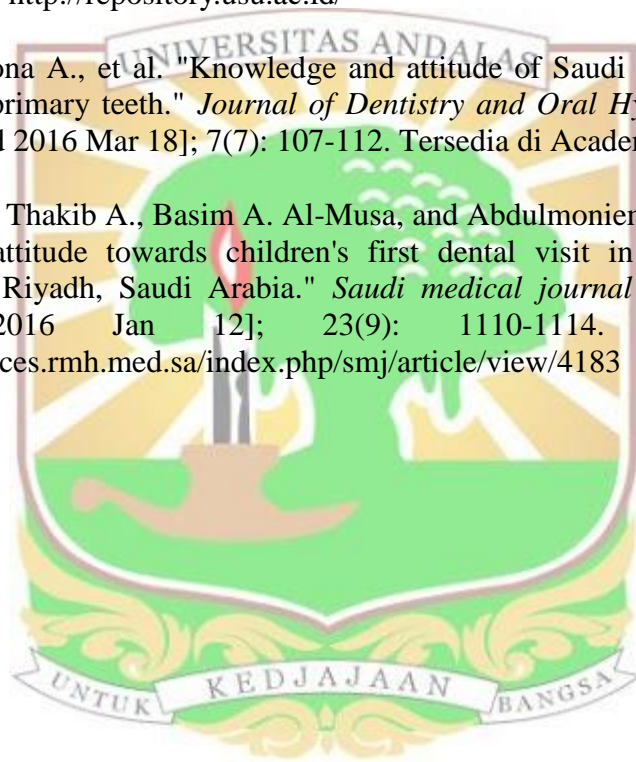 http://repository.usu.ac.id/
UNIVERSITAS ANDALAS
ona A., et al. "Knowledge and attitude of Saudi
primary teeth." Journal of Dentistry and Oral Hy
d 2016 Mar 18]; 7(7): 107-112. Tersedia di Academ
Thakib A., Basim A. Al-Musa, and Abdulmonien
attitude towards children's first dental visit in
Riyadh, Saudi Arabia." Saudi medical journal
2016 Jan 12]; 23(9): 1110-1114.
ces.rmh.med.sa/index.php/smj/article/view/4183
UNTUK KEDJAJAAN BANGSA